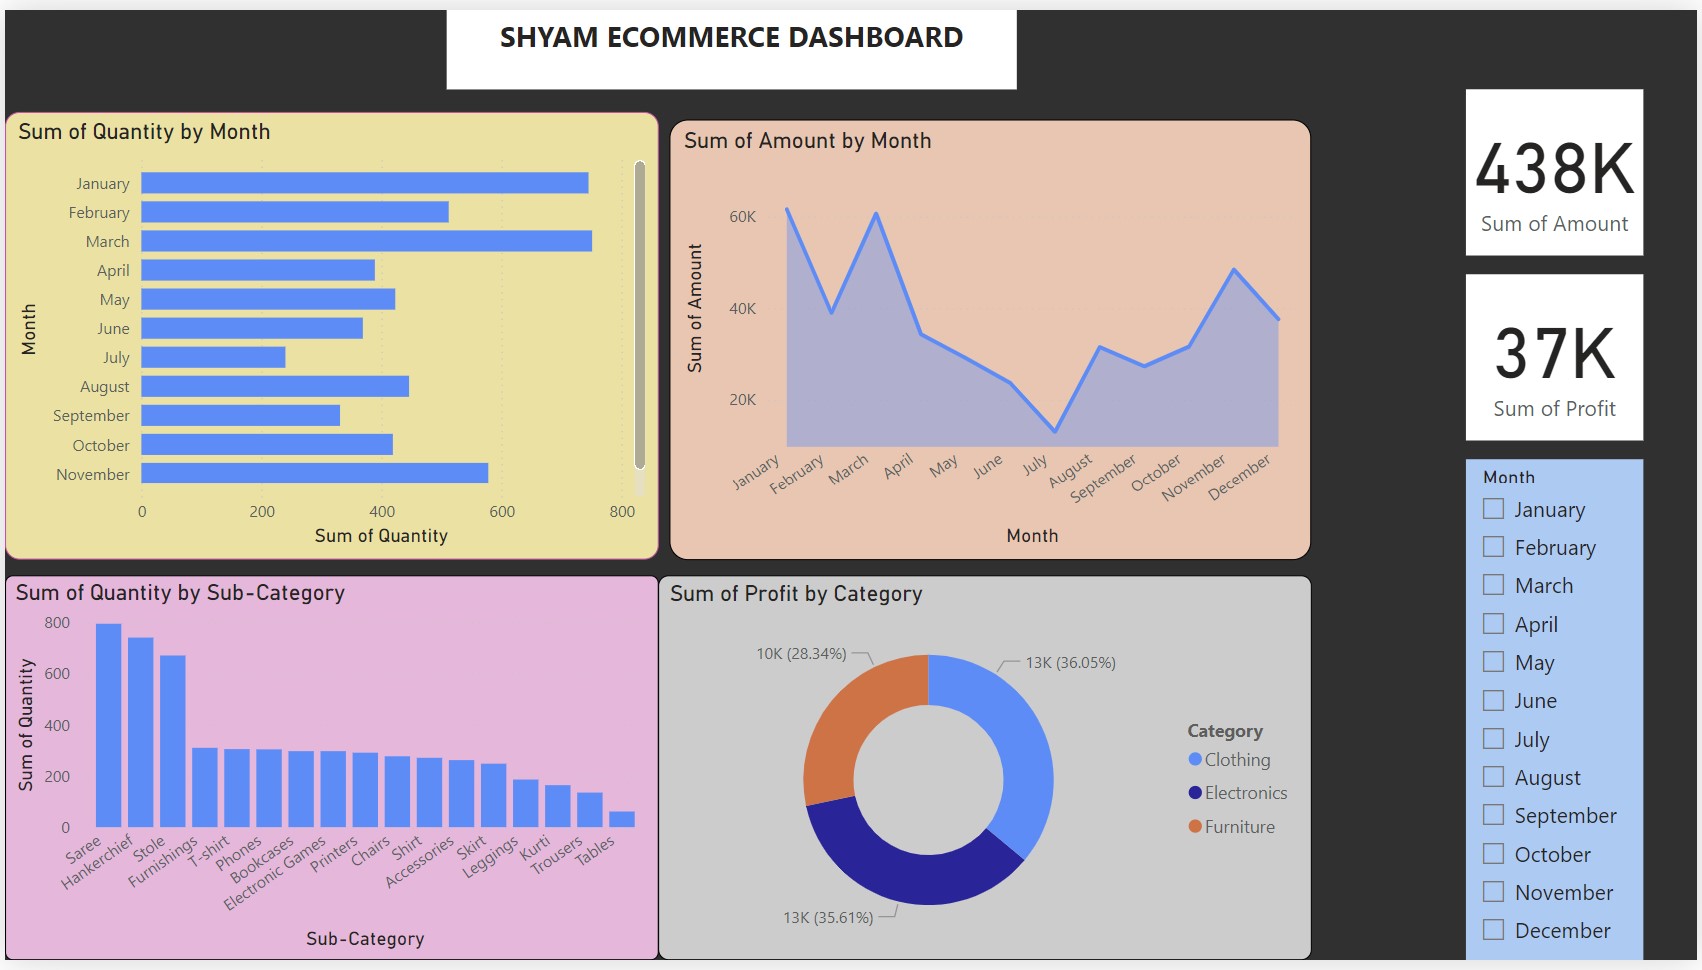 SHYAM ECOMMERCE DASHBOARD
Sum of Quantity by Month
Month
January
February
March
April
May
June
July
August
September
October
November
0 200 400 600 800
Sum of Quantity
Sum of Amount by Month
Sum of Amount
60K
40K
20K
January February March April May June July August September October November December
Month
438K
Sum of Amount
37K
Sum of Profit
Month
January
February
March
April
May
June
July
August
September
October
November
December
Sum of Quantity by Sub-Category
Sum of Quantity
800
600
400
200
0
Saree Hankerchief Stole Furnishings T-shirt Phones Bookcases Electronic Games Printers Chairs Shirt Accessories Skirt Leggings Kurti Trousers Tables
Sub-Category
Sum of Profit by Category
10K (28.34%)
13K (36.05%)
13K (35.61%)
Category
Clothing
Electronics
Furniture